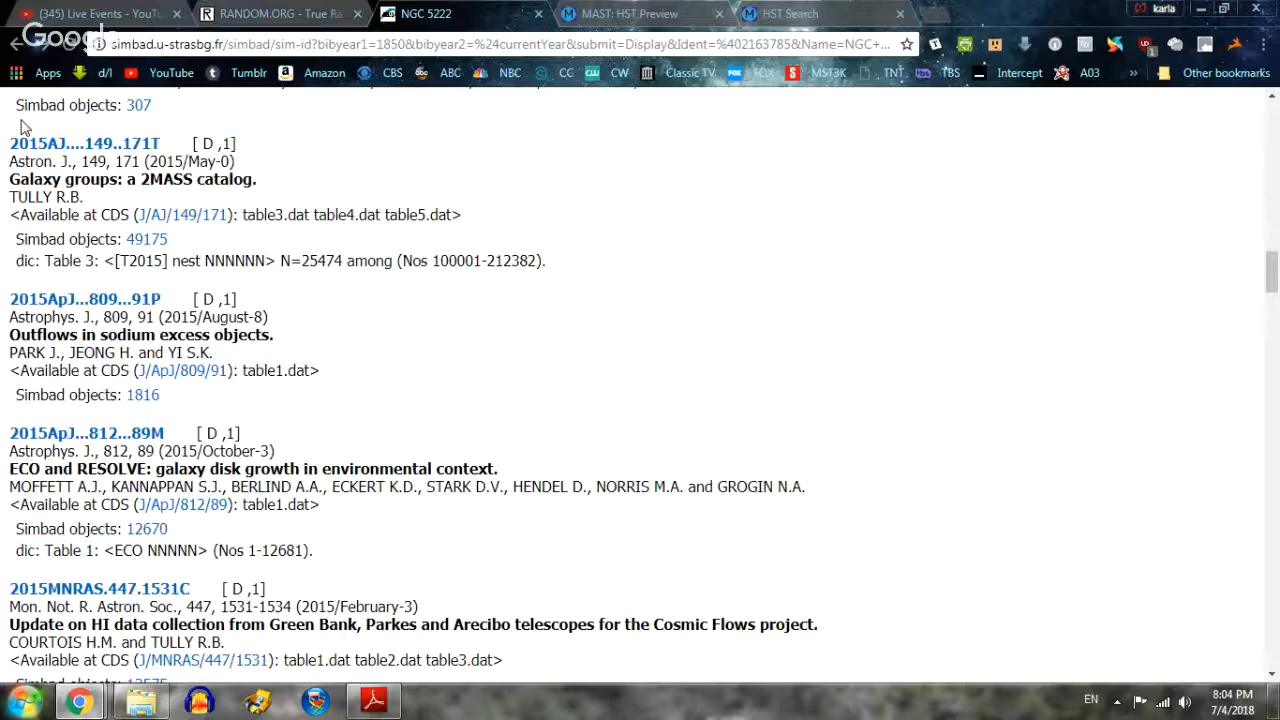 (345) Live Events - YouTu
RANDOM.ORG - True Ra
NGC 5222
MAST: HST Preview
HST Search
karla
Google
simbad.u-strasbg.fr/simbad/sim-id?bibyear1=1850&bibyear2=%24currentYear&submit=Display&Ident=%402163785&Name=NGC+...
Apps d/l YouTube Tumblr Amazon CBS ABC NBC CC CW Classic TV FOX MST3K TNT TBS Intercept A03 » Other bookmarks
Simbad objects: 307
2015AJ....149..171T [ D ,1]
Astron. J., 149, 171 (2015/May-0)
Galaxy groups: a 2MASS catalog.
TULLY R.B.
<Available at CDS (J/AJ/149/171): table3.dat table4.dat table5.dat>
Simbad objects: 49175
dic: Table 3: <[T2015] nest NNNNNN> N=25474 among (Nos 100001-212382).
2015ApJ...809...91P [ D ,1]
Astrophys. J., 809, 91 (2015/August-8)
Outflows in sodium excess objects.
PARK J., JEONG H. and YI S.K.
<Available at CDS (J/ApJ/809/91): table1.dat>
Simbad objects: 1816
2015ApJ...812...89M [ D ,1]
Astrophys. J., 812, 89 (2015/October-3)
ECO and RESOLVE: galaxy disk growth in environmental context.
MOFFETT A.J., KANNAPPAN S.J., BERLIND A.A., ECKERT K.D., STARK D.V., HENDEL D., NORRIS M.A. and GROGIN N.A.
<Available at CDS (J/ApJ/812/89): table1.dat>
Simbad objects: 12670
dic: Table 1: <ECO NNNNN> (Nos 1-12681).
2015MNRAS.447.1531C [ D ,1]
Mon. Not. R. Astron. Soc., 447, 1531-1534 (2015/February-3)
Update on HI data collection from Green Bank, Parkes and Arecibo telescopes for the Cosmic Flows project.
COURTOIS H.M. and TULLY R.B.
<Available at CDS (J/MNRAS/447/1531): table1.dat table2.dat table3.dat>
EN
8:04 PM
7/4/2018